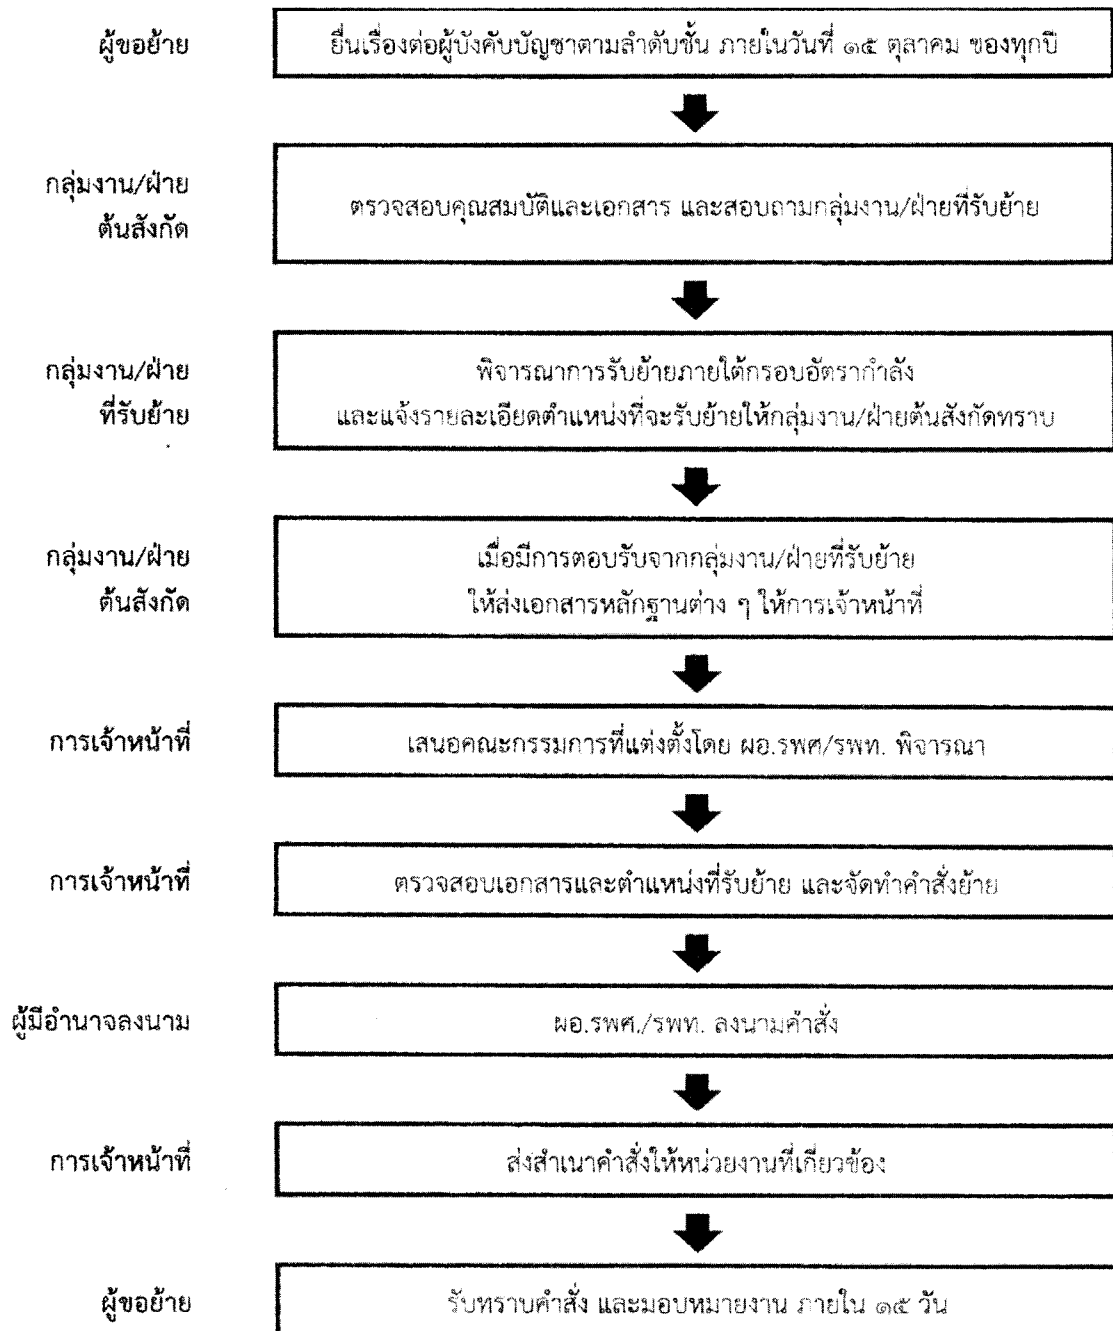 ผู้ขอย้าย
ยื่นเรื่องต่อผู้บังคับบัญชาตามลำดับชั้น ภายในวันที่ ๑๕ ตุลาคม ของทุกปี
กลุ่มงาน/ฝ่าย
ต้นสังกัด
ตรวจสอบคุณสมบัติและเอกสาร และสอบถามกลุ่มงาน/ฝ่ายที่รับย้าย
กลุ่มงาน/ฝ่าย
ที่รับย้าย
พิจารณาการรับย้ายภายใต้กรอบอัตรากำลัง
และแจ้งรายละเอียดตำแหน่งที่จะรับย้ายให้กลุ่มงาน/ฝ่ายต้นสังกัดทราบ
กลุ่มงาน/ฝ่าย
ต้นสังกัด
เมื่อมีการตอบรับจากกลุ่มงาน/ฝ่ายที่รับย้าย
ให้ส่งเอกสารหลักฐานต่าง ๆ ให้การเจ้าหน้าที่
การเจ้าหน้าที่
เสนอคณะกรรมการที่แต่งตั้งโดย ผอ.รพศ/รพท. พิจารณา
การเจ้าหน้าที่
ตรวจสอบเอกสารและตำแหน่งที่รับย้าย และจัดทำคำสั่งย้าย
ผู้มีอำนาจลงนาม
ผอ.รพศ./รพท. ลงนามคำสั่ง
การเจ้าหน้าที่
ส่งสำเนาคำสั่งให้หน่วยงานที่เกี่ยวข้อง
ผู้ขอย้าย
รับทราบคำสั่ง และมอบหมายงาน ภายใน ๑๕ วัน